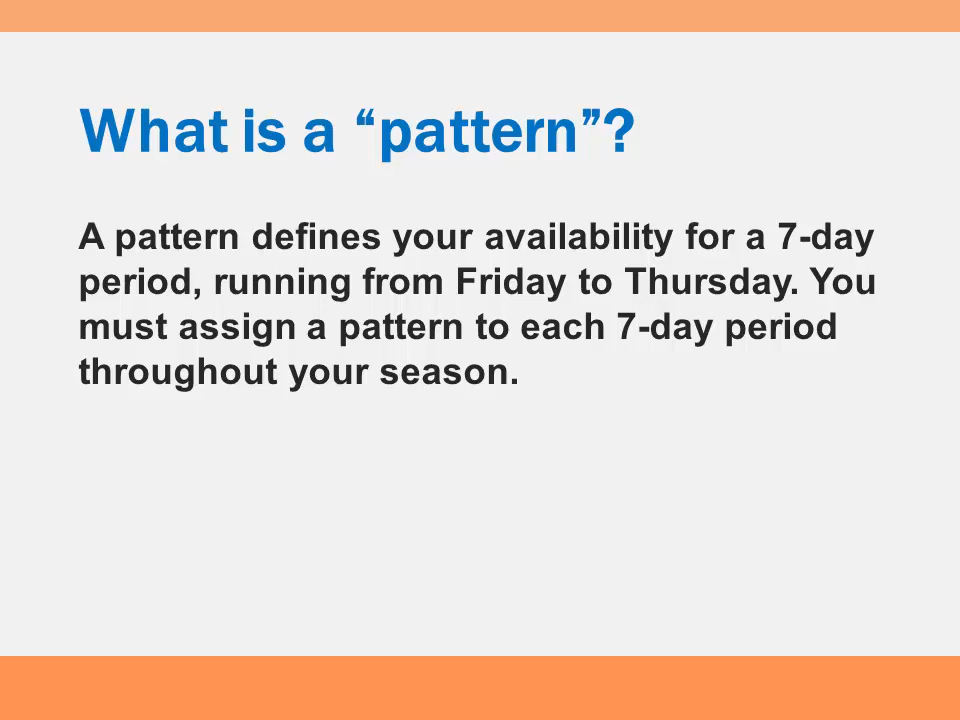 What is a “pattern”?
A pattern defines your availability for a 7-day
period, running from Friday to Thursday. You
must assign a pattern to each 7-day period
throughout your season.